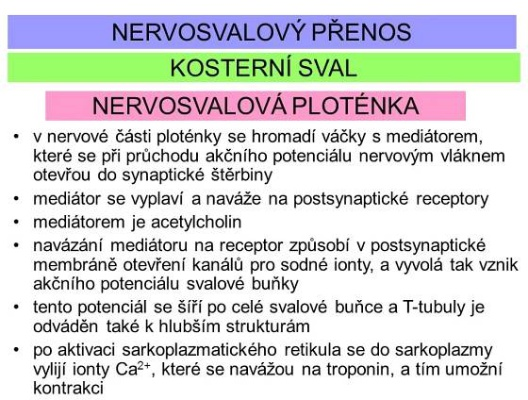 NERVOSVALOVÝ PŘENOS
KOSTERNÍ SVAL
NERVOSVALOVÁ PLOTÉNKA
• v nervové části ploténky se hromadí váčky s mediátorem,
které se při průchodu akčního potenciálu nervovým vláknem
otevřou do synaptické štěrbiny
• mediátor se vyplaví a naváže na postsynaptické receptory
• mediátorem je acetylcholin
• navázání mediátoru na receptor způsobí v postsynaptické
membráně otevření kanálů pro sodné ionty, a vyvolá tak vznik
akčního potenciálu svalové buňky
• tento potenciál se šíří po celé svalové buňce a T-tubuly je
odváděn také k hlubším strukturám
• po aktivaci sarkoplazmatického retikula se do sarkoplazmy
vylijí ionty Ca²⁺, které se navážou na troponin, a tím umožní
kontrakci